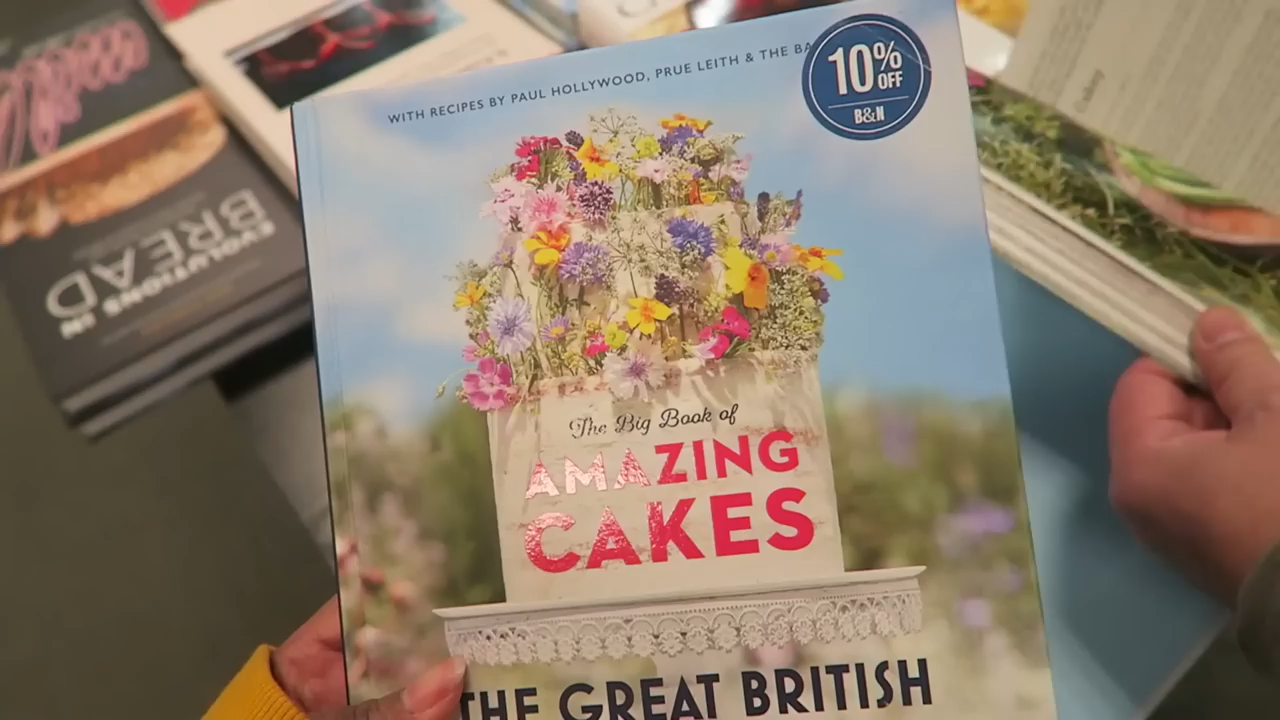 WITH RECIPES BY PAUL HOLLYWOOD, PRUE LEITH & THE BA
10% OFF
B&N
The Big Book of
AMAZING
CAKES
THE GREAT BRITISH
EVOLUTIONS IN
BREAD